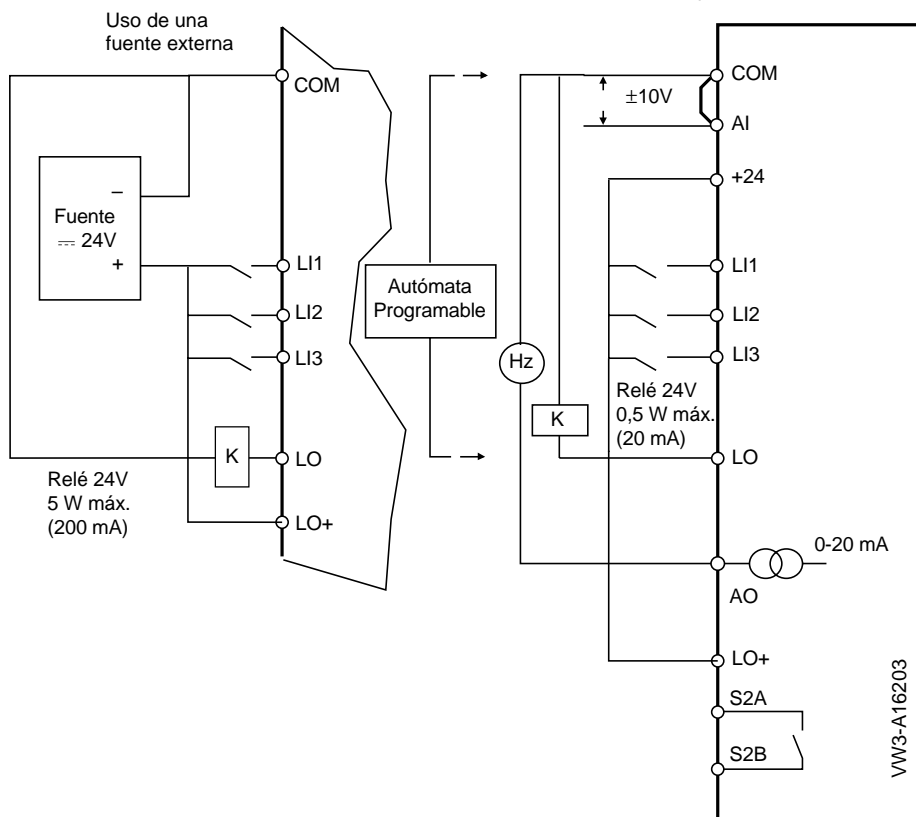 Uso de una
fuente externa
COM
–
Fuente
⎓ 24V
+
LI1
LI2
LI3
K
LO
Relé 24V
5 W máx.
(200 mA)
LO+
Autómata
Programable
COM
±10V
AI
+24
LI1
LI2
LI3
Hz
Relé 24V
0,5 W máx.
(20 mA)
K
LO
0-20 mA
AO
LO+
S2A
S2B
VW3-A16203